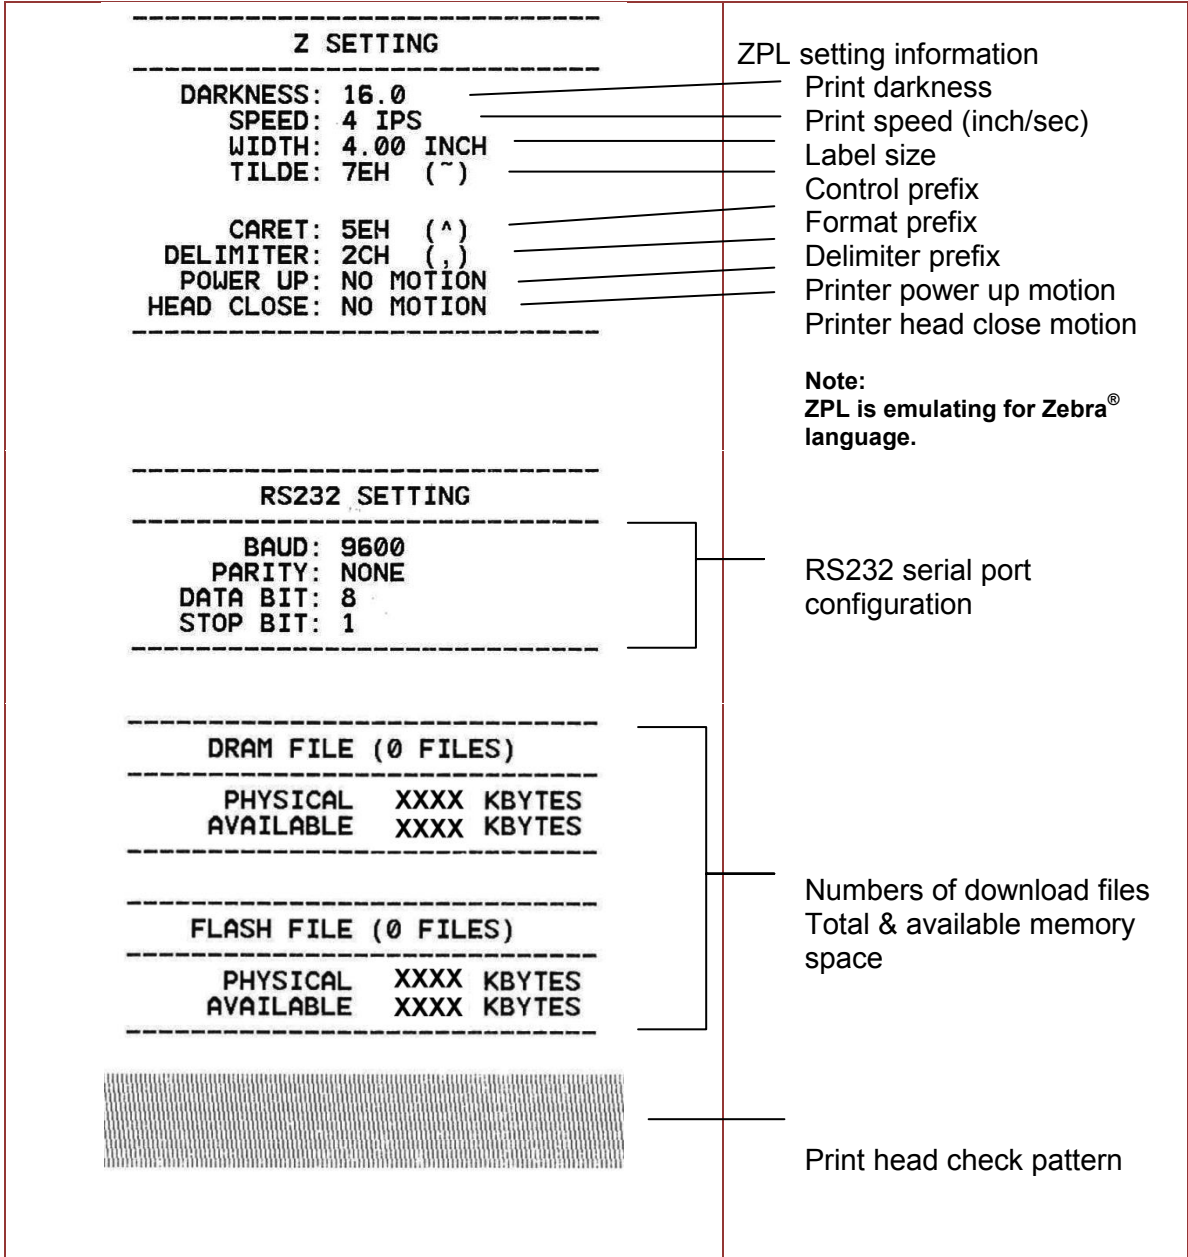 Z SETTING
DARKNESS: 16.0
SPEED: 4 IPS
WIDTH: 4.00 INCH
TILDE: 7EH (~)
CARET: 5EH (^)
DELIMITER: 2CH (,)
POWER UP: NO MOTION
HEAD CLOSE: NO MOTION
ZPL setting information
Print darkness
Print speed (inch/sec)
Label size
Control prefix
Format prefix
Delimiter prefix
Printer power up motion
Printer head close motion
Note:
ZPL is emulating for Zebra®
language.
RS232 SETTING
BAUD: 9600
PARITY: NONE
DATA BIT: 8
STOP BIT: 1
RS232 serial port
configuration
DRAM FILE (0 FILES)
PHYSICAL XXXX KBYTES
AVAILABLE XXXX KBYTES
FLASH FILE (0 FILES)
PHYSICAL XXXX KBYTES
AVAILABLE XXXX KBYTES
Numbers of download files
Total & available memory
space
Print head check pattern